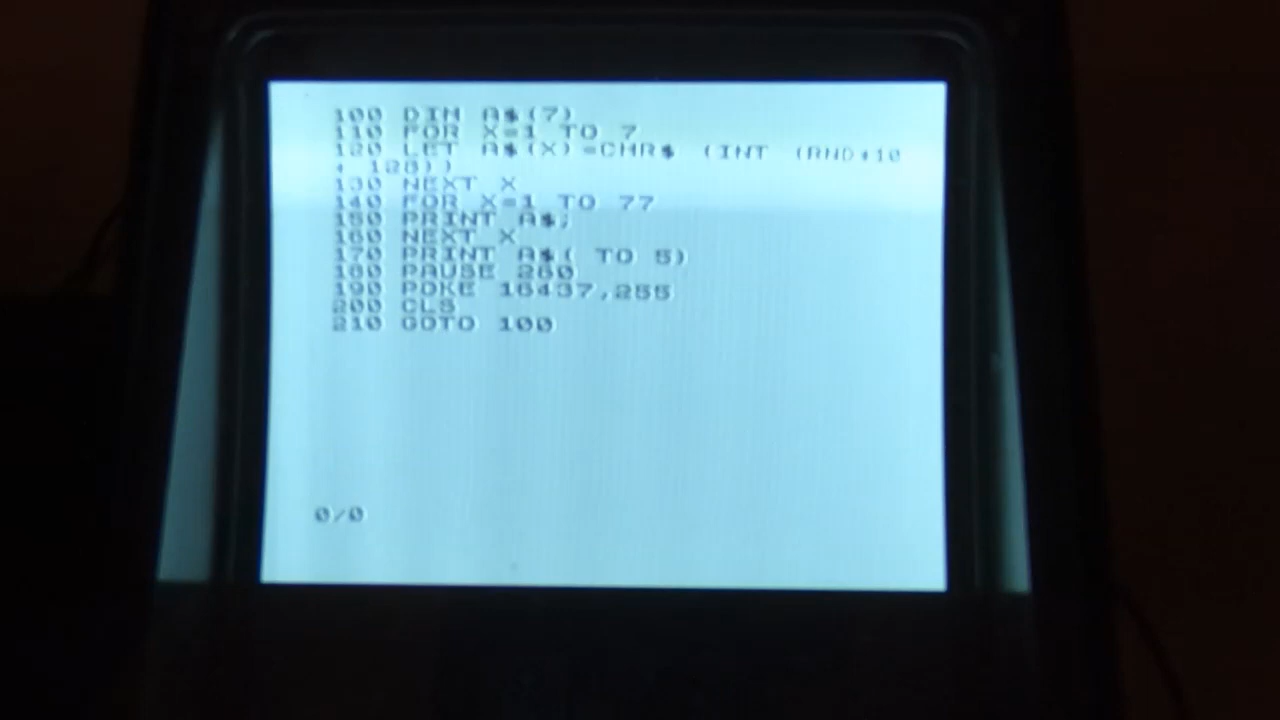 100 DIM A$(7)
110 FOR X=1 TO 7
120 LET A$(X)=CHR$ (INT (RND*10
+ 128))
130 NEXT X
140 FOR X=1 TO 77
150 PRINT A$;
160 NEXT X
170 PRINT A$( TO 5)
180 PAUSE 260
190 POKE 16437,255
200 CLS
210 GOTO 100
0/0